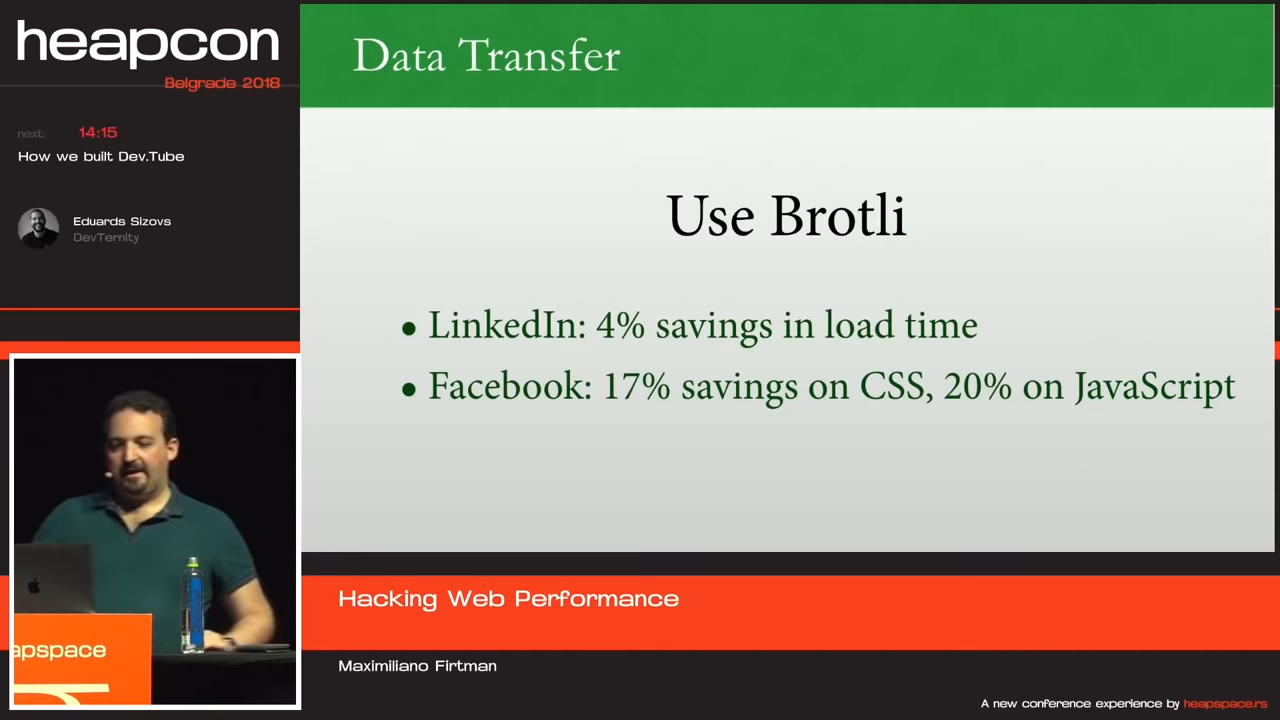 heapcon
Belgrade 2018
next: 14:15
How we built Dev.Tube
Eduards Sizovs
DevTernity
Data Transfer
Use Brotli
• LinkedIn: 4% savings in load time
• Facebook: 17% savings on CSS, 20% on JavaScript
apspace
Hacking Web Performance
Maximiliano Firtman
A new conference experience by heapspace.rs